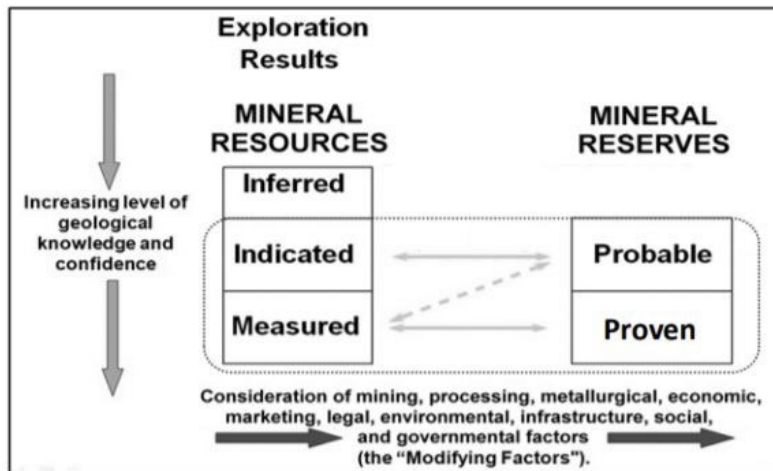 Exploration
Results
MINERAL
RESOURCES
MINERAL
RESERVES
Inferred
Increasing level of
geological
knowledge and
confidence
Indicated
Probable
Measured
Proven
Consideration of mining, processing, metallurgical, economic,
marketing, legal, environmental, infrastructure, social,
and governmental factors
(the “Modifying Factors").